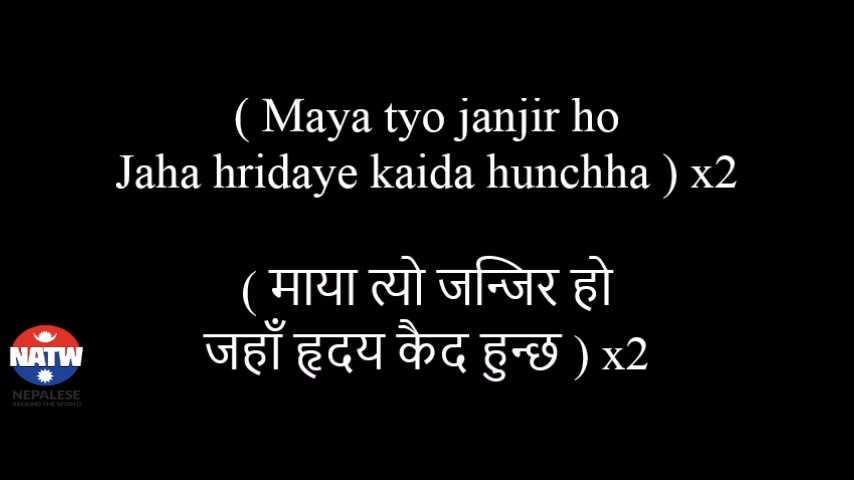 ( Maya tyo janjir ho
Jaha hridaye kaida hunchha ) x2
( माया त्यो जन्जिर हो
जहाँ हृदय कैद हुन्छ ) x2
NATW
NEPALESE
AROUND THE WORLD